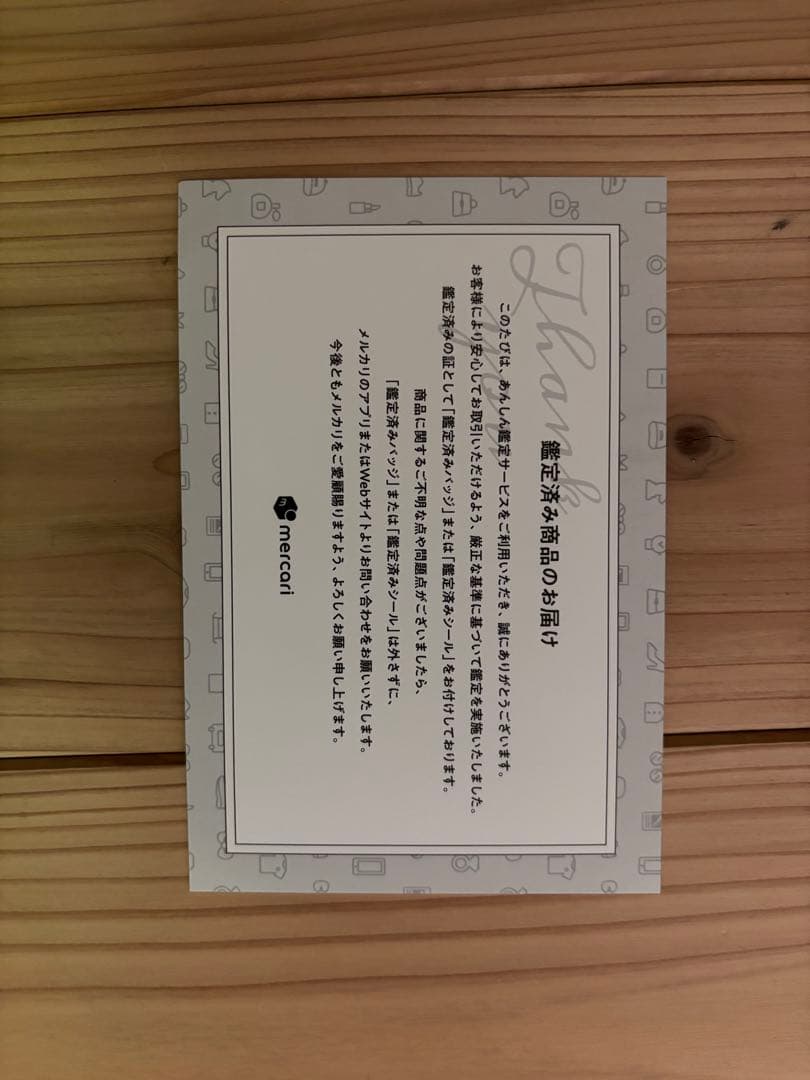 Thank you
鑑定済み商品のお届け
このたびは、あんしん鑑定サービスをご利用いただき、誠にありがとうございます。
お客様により安心してお取引いただけるよう、厳正な基準に基づいて鑑定を実施いたしました。
鑑定済みの証として「鑑定済みバッジ」または「鑑定済みシール」をお付けしております。
商品に関するご不明な点や問題点がございましたら、
「鑑定済みバッジ」または「鑑定済みシール」は外さずに、
メルカリのアプリまたはWebサイトよりお問い合わせをお願いいたします。
今後ともメルカリをご愛顧賜りますよう、よろしくお願い申し上げます。
mercari